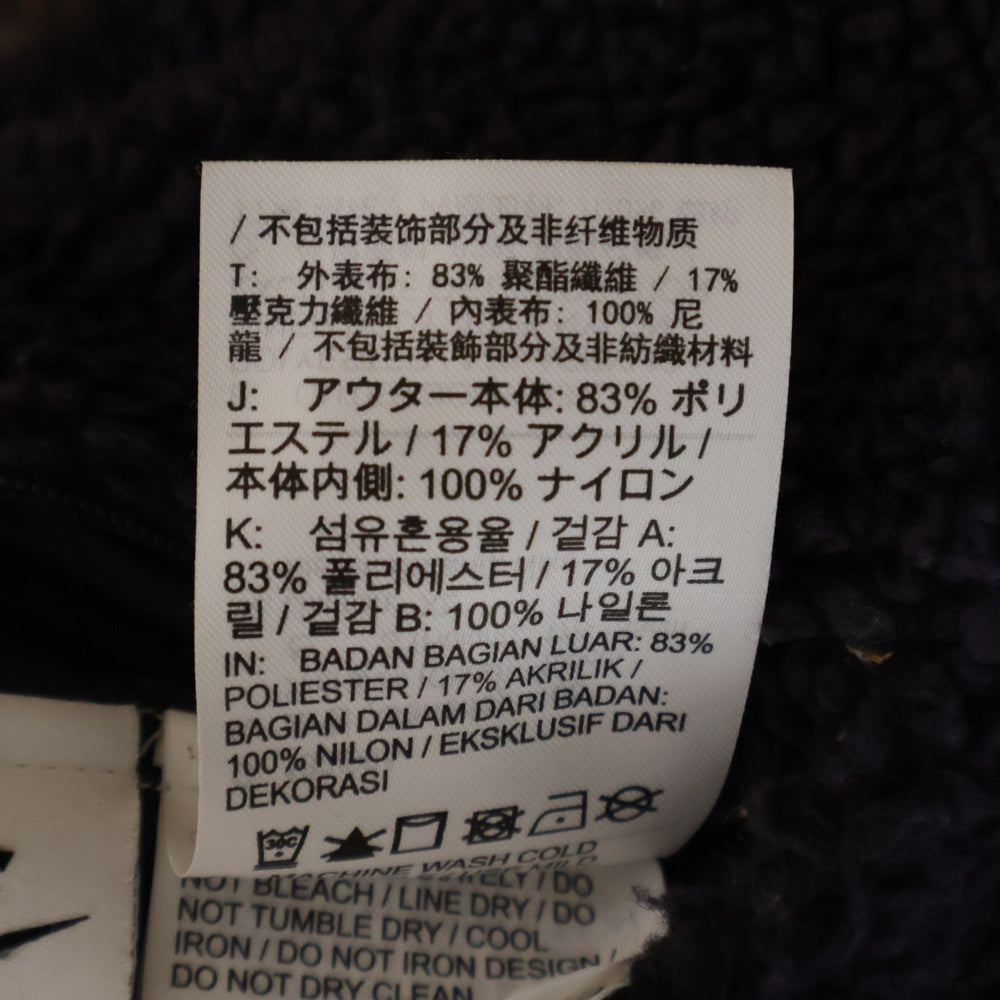 / 不包括装饰部分及非纤维物质
T: 外表布: 83% 聚酯纖維 / 17%
壓克力纖維 / 內表布: 100% 尼
龍 / 不包括裝飾部分及非紡織材料
J: アウター本体: 83% ポリ
エステル / 17% アクリル /
本体内側: 100% ナイロン
K: 섬유혼용율 / 겉감 A:
83% 폴리에스터 / 17% 아크
릴 / 겉감 B: 100% 나일론
IN: BADAN BAGIAN LUAR: 83%
POLIESTER / 17% AKRILIK /
BAGIAN DALAM DARI BADAN:
100% NILON / EKSKLUSIF DARI
DEKORASI
30C
MACHINE WASH COLD
NOT BLEACH / LINE DRY / DO
NOT TUMBLE DRY / COOL
IRON / DO NOT IRON DESIGN /
DO NOT DRY CLEAN